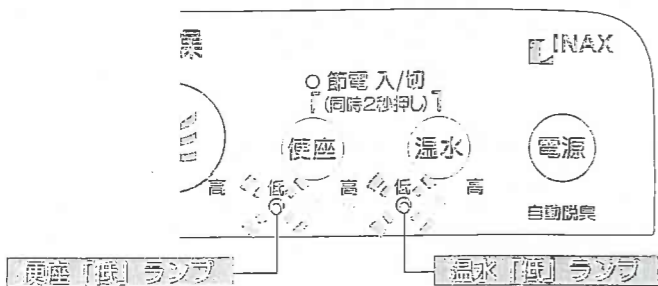 INAX
節電 入/切
(同時2秒押し)
便座
温水
電源
高 低 高 低 高
自動脱臭
便座「低」ランプ
温水「低」ランプ